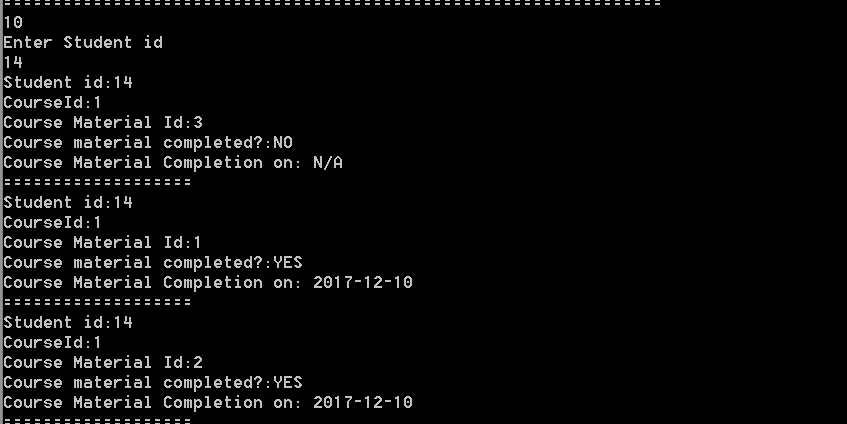 ==================================================================
10
Enter Student id
14
Student id:14
CourseId:1
Course Material Id:3
Course material completed?:NO
Course Material Completion on: N/A
===================
Student id:14
CourseId:1
Course Material Id:1
Course material completed?:YES
Course Material Completion on: 2017-12-10
===================
Student id:14
CourseId:1
Course Material Id:2
Course material completed?:YES
Course Material Completion on: 2017-12-10
===================